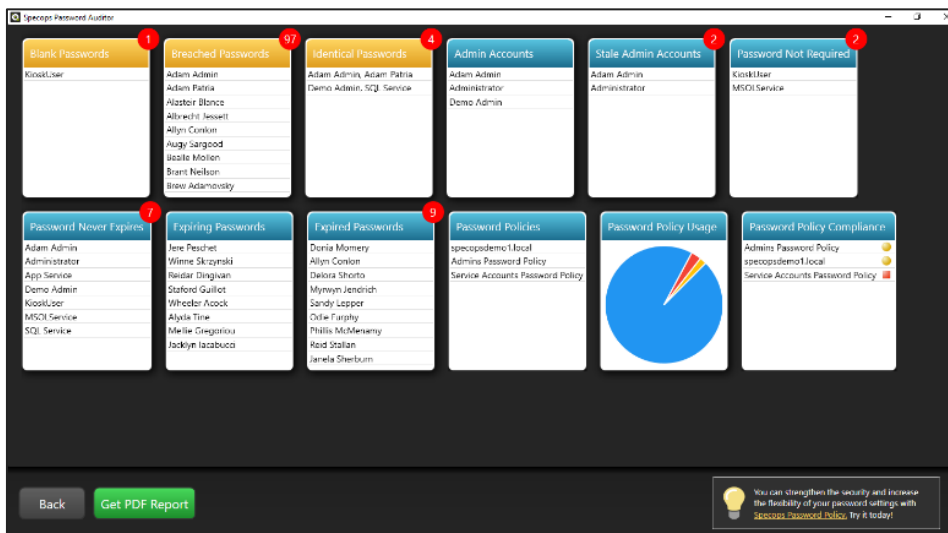 Specops Password Auditor
Blank Passwords
1
KioskUser
Breached Passwords
97
Adam Admin
Adam Patria
Alasteir Blance
Albrecht Jessett
Allyn Conlon
Augy Sargood
Bealle Mollen
Brant Neilson
Brew Adamovsky
Identical Passwords
4
Adam Admin, Adam Patria
Demo Admin, SQL Service
Admin Accounts
Adam Admin
Administrator
Demo Admin
Stale Admin Accounts
2
Adam Admin
Administrator
Password Not Required
2
KioskUser
MSOLService
Password Never Expires
7
Adam Admin
Administrator
App Service
Demo Admin
KioskUser
MSOLService
SQL Service
Expiring Passwords
Jere Peschet
Winne Skrzynski
Reidar Dingivan
Staford Guillot
Wheeler Acock
Alyda Tine
Mellie Gregoriou
Jacklyn Iacabucci
Expired Passwords
9
Donia Momery
Allyn Conlon
Delora Shorto
Myrwyn Jendrich
Sandy Lepper
Odie Furphy
Phillis McMenamy
Reid Stallan
Janela Sherburn
Password Policies
specopsdemo1.local
Admins Password Policy
Service Accounts Password Policy
Password Policy Usage
Password Policy Compliance
Admins Password Policy
specopsdemo1.local
Service Accounts Password Policy
Back
Get PDF Report
You can strengthen the security and increase
the flexibility of your password settings with
Specops Password Policy. Try it today!